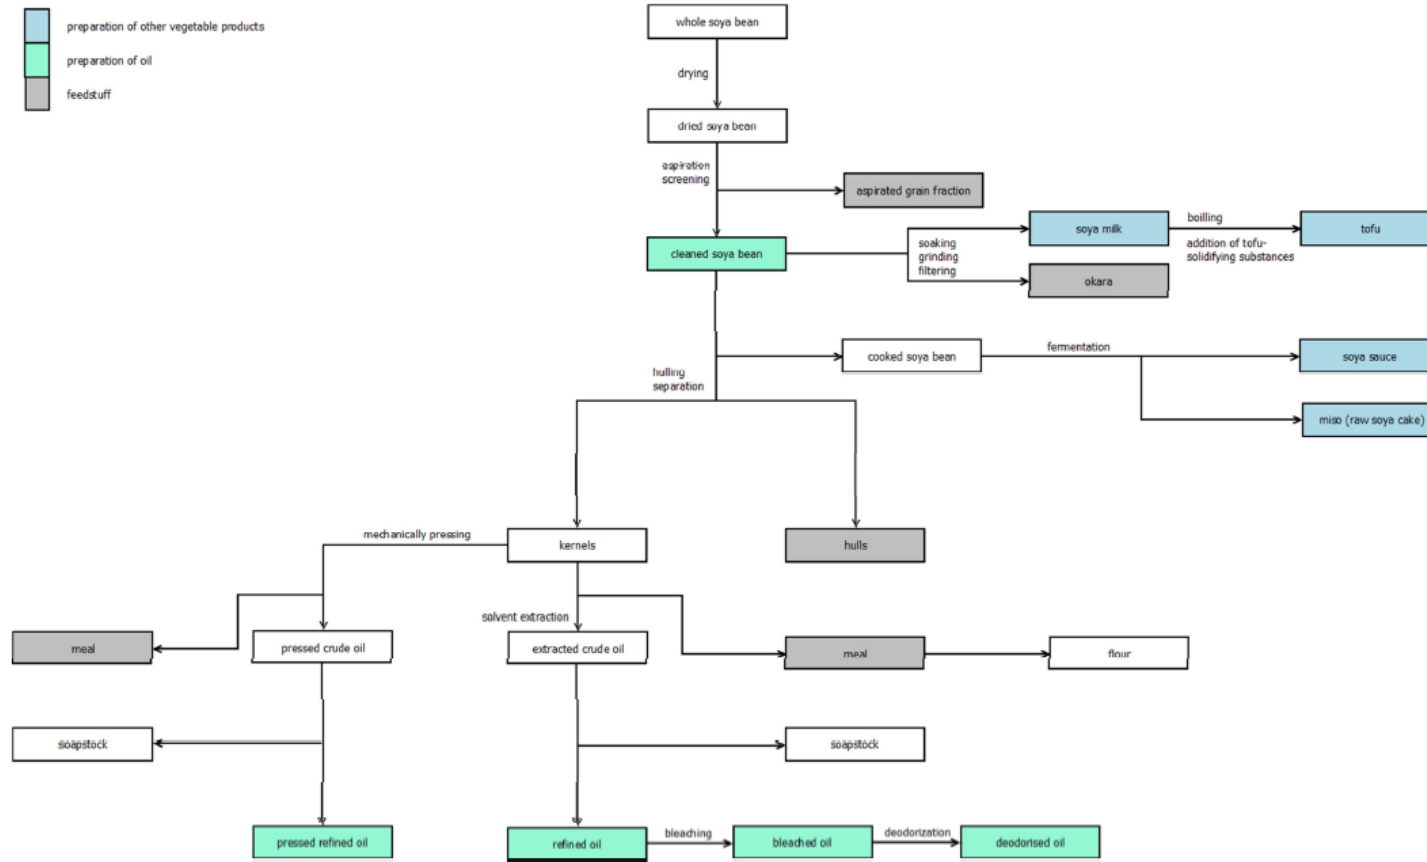 preparation of other vegetable products
preparation of oil
feedstuff
whole soya bean
drying
dried soya bean
aspiration
screening
aspirated grain fraction
cleaned soya bean
soaking
grinding
filtering
soya milk
okara
boilling
addition of tofu-
solidifying substances
tofu
cooked soya bean
fermentation
soya sauce
miso (raw soya cake)
hulling
separation
mechanically pressing
kernels
hulls
solvent extraction
meal
pressed crude oil
extracted crude oil
meal
flour
soapstock
soapstock
pressed refined oil
refined oil
bleaching
bleached oil
deodorization
deodorised oil